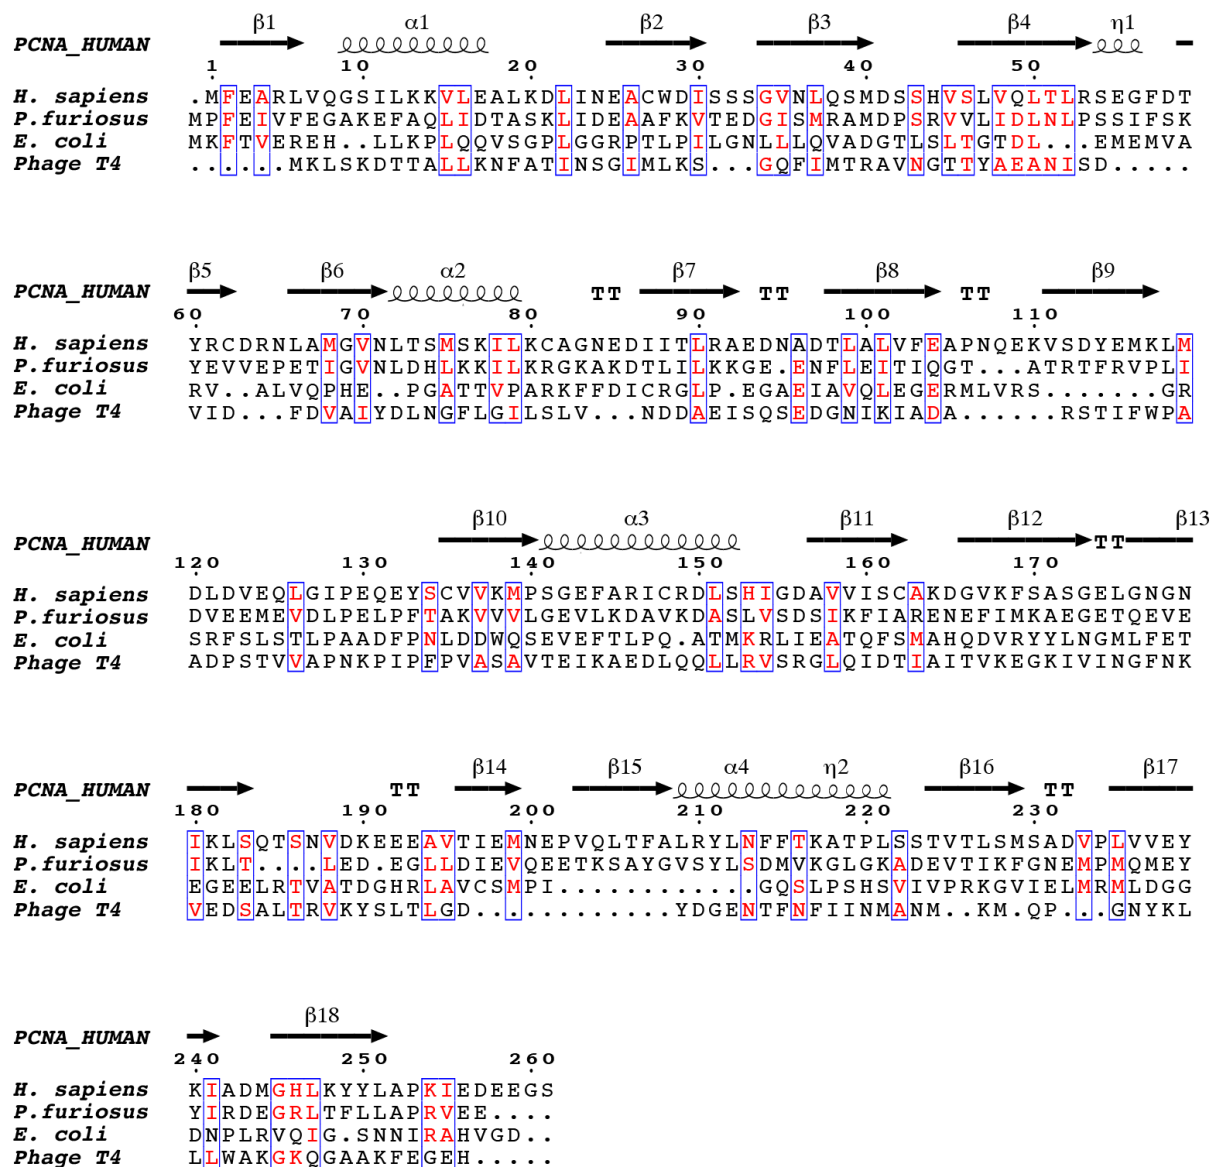 β1 α1 β2 β3 β4 η1
PCNA_HUMAN
1 10 20 30 40 50
H. sapiens .MFEARLVQGSILKKVLEALKDLINEACWDISSSGVNLQSMDSSHVSLVQLTLRSEGFDT
P.furiosus MPFEIVFEGAKEFAQLIDTASKLIDEAAFKVTEDGISMRAMDPSRVVLIDLNLPSSIFSK
E. coli MKFTVEREH..LLKPLQQVSGPLGGRPTLPILGNLLLQVADGTLSLTGTDL...EMEMVA
Phage T4 ......MKLSKDTTALLKNFATINSGIMLKS...GQFIMTRAVNGTTYAEANISD.....
β5 β6 α2 β7 β8 β9
PCNA_HUMAN TT TT TT
60 70 80 90 100 110
H. sapiens YRCDRNLAMGVNLTSMSKILKCAGNEDIITLRAEDNADTLALVFEAPNQEKVSDYEMKLM
P.furiosus YEVVEPETIGVNLDHLKKILKRGKAKDTLILKKGE.ENFLEITIQGT...ATRTFRVPLI
E. coli RV..ALVQPHE..PGATTVPARKFFDICRGLP.EGAEIAVQLEGERMLVRS.......GR
Phage T4 VID...FDVAIYDLNGFLGILSLV...NDDAEISQSEDGNIKIADA......RSTIFWPA
β10 α3 β11 β12 β13
PCNA_HUMAN TT
120 130 140 150 160 170
H. sapiens DLDVEQLGIPEQEYSCVVKMPSGEFARICRDLSHIGDAVVISCAKDGVKFSASGELGNGN
P.furiosus DVEEMEVDLPELPFTAKVVVLGEVLKDAVKDASLVSDSIKFIARENEFIMKAEGETQEVE
E. coli SRFSLSTLPAADFPNLDDWQSEVEFTLPQ.ATMKRLIEATQFSMAHQDVRYYLNGMLFET
Phage T4 ADPSTVVAPNKPIPFPVASAVTEIKAEDLQQLLRVSRGLQIDTIAITVKEGKIVINGFNK
β14 β15 α4 η2 β16 β17
PCNA_HUMAN TT TT
180 190 200 210 220 230
H. sapiens IKLSQTSNVDKEEEAVTIEMNEPVQLTFALRYLNFFTKATPLSSTVTLSMSADVPLVVEY
P.furiosus IKLT....LED.EGLLDIEVQEETKSAYGVSYLSDMVKGLGKADEVTIKFGNEMPMQMEY
E. coli EGEELRTVATDGHRLAVCSMPI............GQSLPSHSVIVPRKGVIELMRMLDGG
Phage T4 VEDSALTRVKYSLTLGD............YDGENTFNFIINMANM..KM.QP...GNYKL
β18
PCNA_HUMAN
240 250 260
H. sapiens KIADMGHLKYYLAPKIEDEEGS
P.furiosus YIRDEGRLTFLLAPRVEE....
E. coli DNPLRVQIG.SNNIRAHVGD..
Phage T4 LLWAKGKQGAAKFEGEH.....